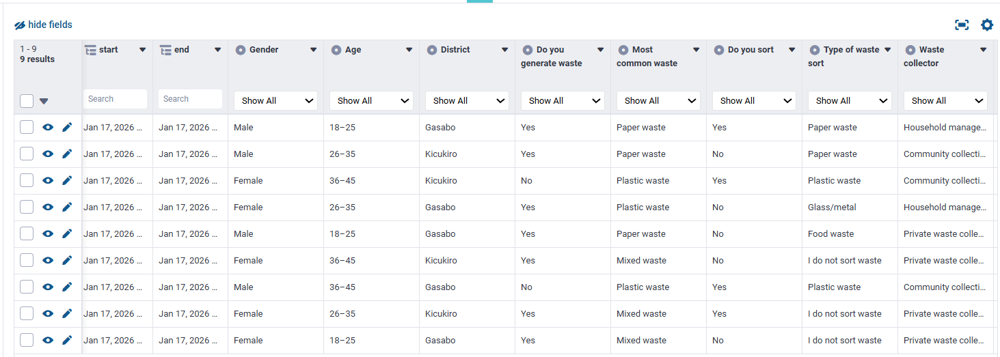 hide fields
1 - 9
9 results
start end Gender Age District Do you generate waste Most common waste Do you sort Type of waste sort Waste collector
Search Search Show All Show All Show All Show All Show All Show All Show All Show All
Jan 17, 2026 ... Jan 17, 2026 ... Male 18–25 Gasabo Yes Paper waste Yes Paper waste Household manage...
Jan 17, 2026 ... Jan 17, 2026 ... Male 26–35 Kicukiro Yes Paper waste No Paper waste Community collecti...
Jan 17, 2026 ... Jan 17, 2026 ... Female 36–45 Kicukiro No Plastic waste Yes Plastic waste Community collecti...
Jan 17, 2026 ... Jan 17, 2026 ... Female 26–35 Gasabo Yes Plastic waste No Glass/metal Household manage...
Jan 17, 2026 ... Jan 17, 2026 ... Male 18–25 Gasabo Yes Paper waste No Food waste Private waste colle...
Jan 17, 2026 ... Jan 17, 2026 ... Female 36–45 Kicukiro Yes Mixed waste No I do not sort waste Private waste colle...
Jan 17, 2026 ... Jan 17, 2026 ... Male 36–45 Gasabo No Plastic waste Yes Plastic waste Community collecti...
Jan 17, 2026 ... Jan 17, 2026 ... Female 26–35 Kicukiro Yes Mixed waste Yes I do not sort waste Private waste colle...
Jan 17, 2026 ... Jan 17, 2026 ... Female 18–25 Gasabo Yes Mixed waste No I do not sort waste Private waste colle...